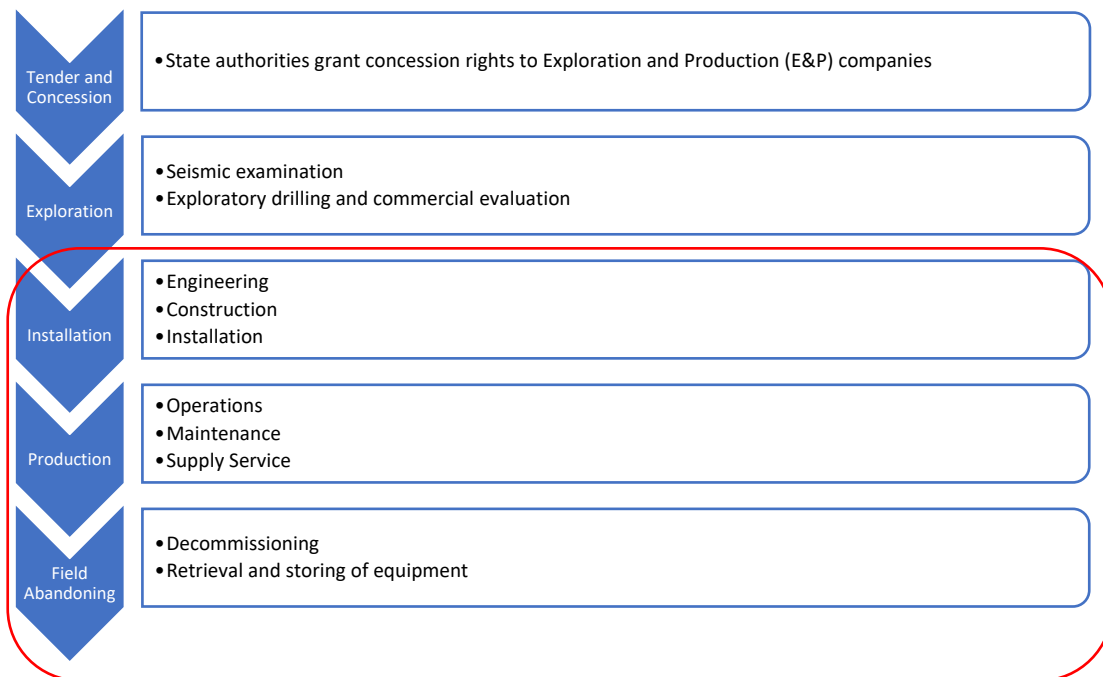 Tender and
Concession
•State authorities grant concession rights to Exploration and Production (E&P) companies
Exploration
•Seismic examination
•Exploratory drilling and commercial evaluation
Installation
•Engineering
•Construction
•Installation
Production
•Operations
•Maintenance
•Supply Service
Field
Abandoning
•Decommissioning
•Retrieval and storing of equipment